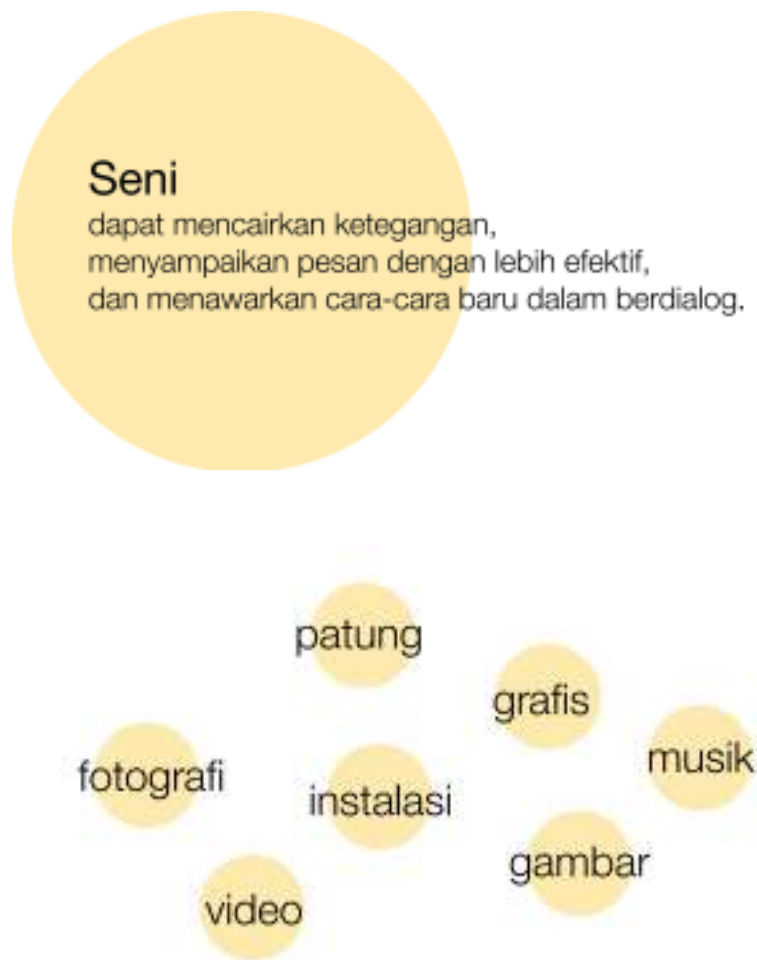 Seni
dapat mencairkan ketegangan,
menyampaikan pesan dengan lebih efektif,
dan menawarkan cara-cara baru dalam berdialog.
patung
grafis
musik
fotografi
instalasi
gambar
video